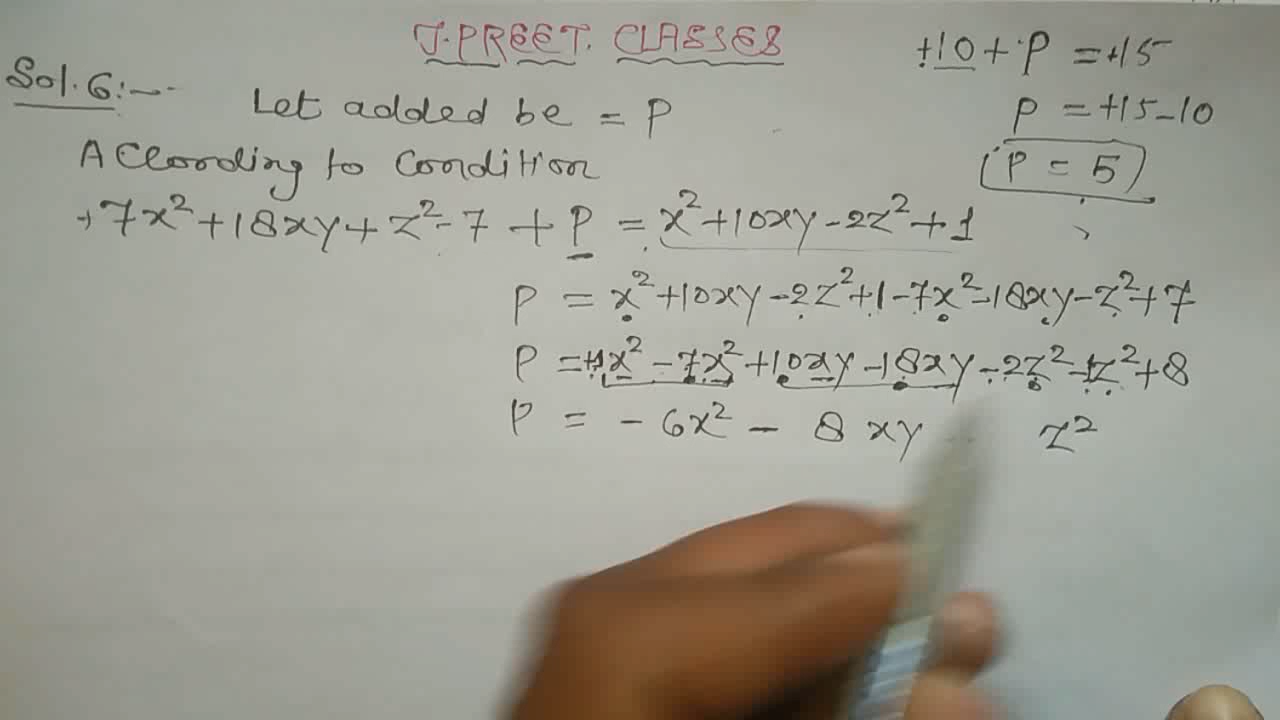 J.PREET. CLASSES
Sol.6:-
Let added be = P
According to condition
7x²+18xy+z²-7 + P = x²+10xy-2z²+1
P = x²+10xy-2z²+1-7x²-18xy-z²+7
P =+1x²-7x²+10xy-18xy-2z²-1z²+8
P = - 6x² - 8 xy z²
+10+P =+15
P =+15-10
P = 5